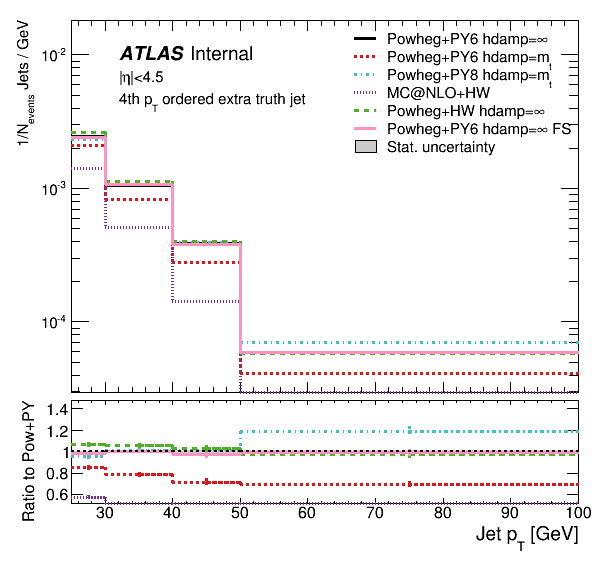 ATLAS Internal
|η|<4.5
4th p_T ordered extra truth jet
Powheg+PY6 hdamp=∞
Powheg+PY6 hdamp=m_t
Powheg+PY8 hdamp=m_t
MC@NLO+HW
Powheg+HW hdamp=∞
Powheg+PY6 hdamp=∞ FS
Stat. uncertainty
1/N_events Jets / GeV
10^-2
10^-3
10^-4
Ratio to Pow+PY
1.4
1.2
1
0.8
0.6
30 40 50 60 70 80 90 100
Jet p_T [GeV]